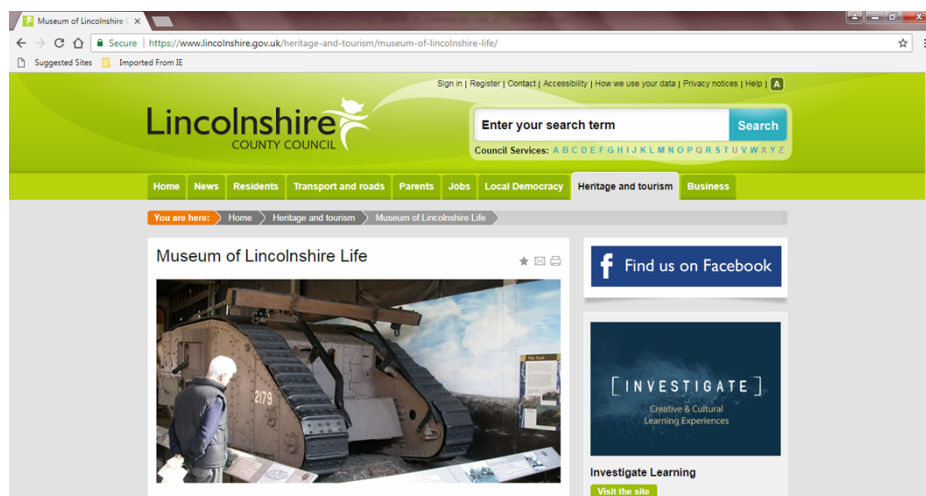 Museum of Lincolnshire L
Secure | https://www.lincolnshire.gov.uk/heritage-and-tourism/museum-of-lincolnshire-life/
Suggested Sites Imported From IE
Sign in | Register | Contact | Accessibility | How we use your data | Privacy notices | Help | A
Lincolnshire
COUNTY COUNCIL
Enter your search term Search
Council Services: A B C D E F G H I J K L M N O P Q R S T U V W X Y Z
Home News Residents Transport and roads Parents Jobs Local Democracy Heritage and tourism Business
You are here: Home Heritage and tourism Museum of Lincolnshire Life
Museum of Lincolnshire Life
f Find us on Facebook
The Tank
2179
[INVESTIGATE]
Creative & Cultural
Learning Experiences
Investigate Learning
Visit the site